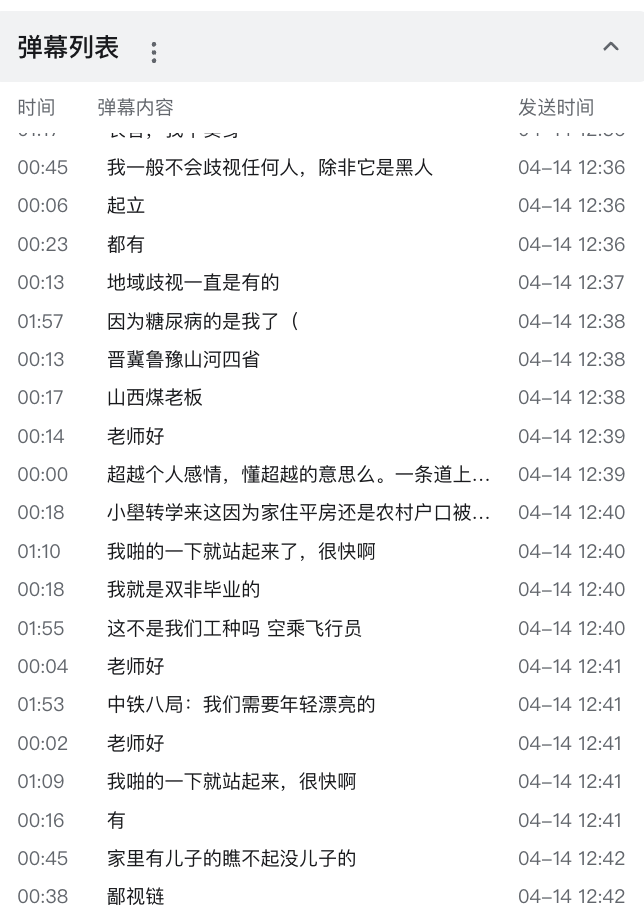 弹幕列表
时间 弹幕内容 发送时间
00:45 我一般不会歧视任何人，除非它是黑人 04-14 12:36
00:06 起立 04-14 12:36
00:23 都有 04-14 12:36
00:13 地域歧视一直是有的 04-14 12:37
01:57 因为糖尿病的是我了（ 04-14 12:38
00:13 晋冀鲁豫山河四省 04-14 12:38
00:17 山西煤老板 04-14 12:38
00:14 老师好 04-14 12:39
00:00 超越个人感情，懂超越的意思么。一条道上... 04-14 12:39
00:18 小壆转学来这因为家住平房还是农村户口被... 04-14 12:40
01:10 我啪的一下就站起来了，很快啊 04-14 12:40
00:18 我就是双非毕业的 04-14 12:40
01:55 这不是我们工种吗 空乘飞行员 04-14 12:40
00:04 老师好 04-14 12:41
01:53 中铁八局：我们需要年轻漂亮的 04-14 12:41
00:02 老师好 04-14 12:41
01:09 我啪的一下就站起来，很快啊 04-14 12:41
00:16 有 04-14 12:41
00:45 家里有儿子的瞧不起没儿子的 04-14 12:42
00:38 鄙视链 04-14 12:42